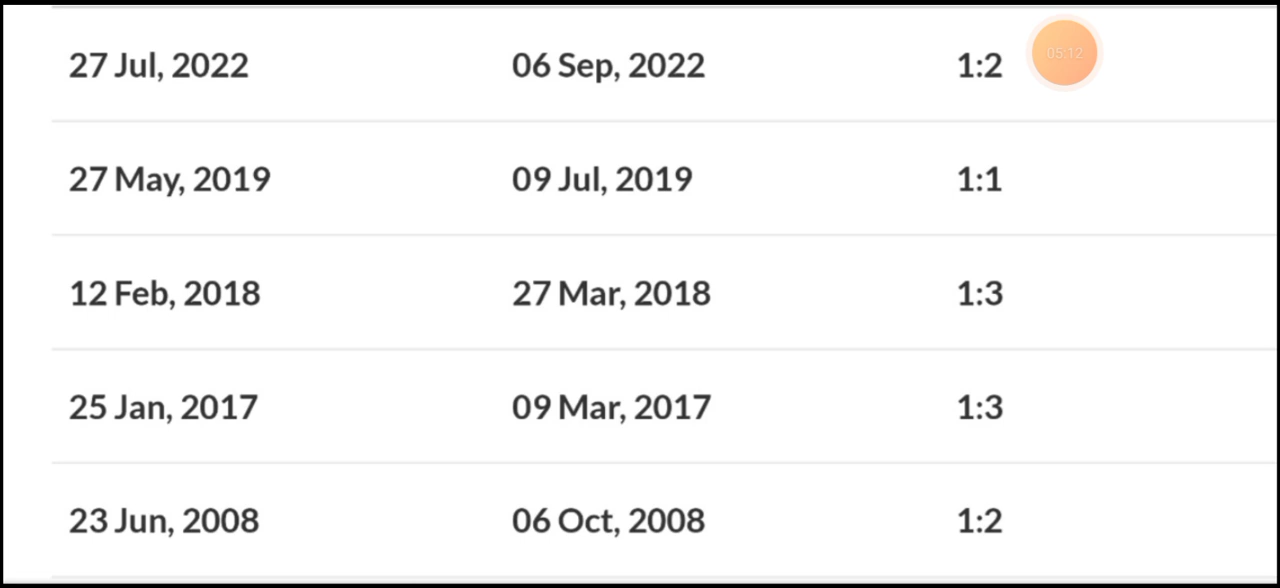 27 Jul, 2022 06 Sep, 2022 1:2 05:12
27 May, 2019 09 Jul, 2019 1:1
12 Feb, 2018 27 Mar, 2018 1:3
25 Jan, 2017 09 Mar, 2017 1:3
23 Jun, 2008 06 Oct, 2008 1:2